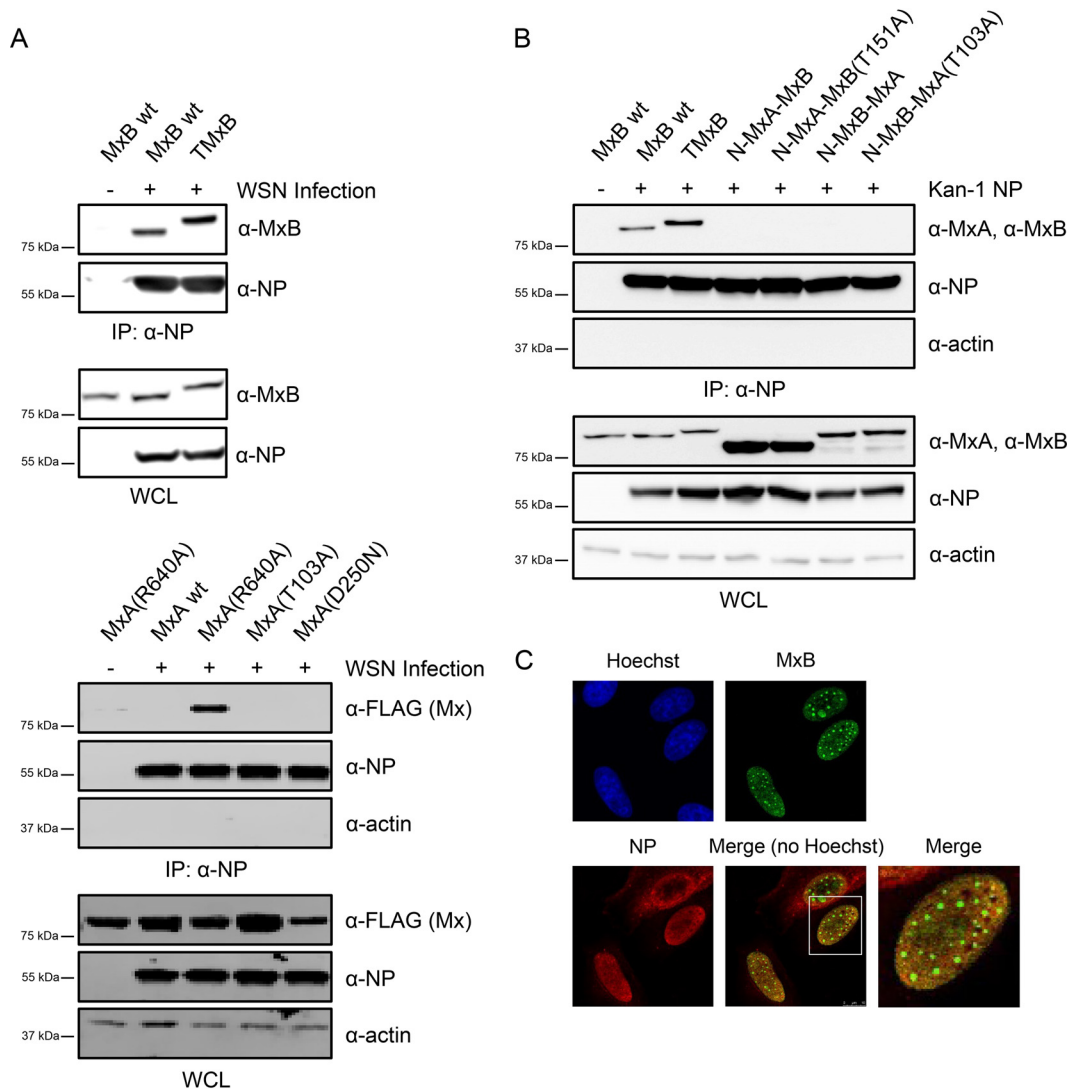 A
MxB wt
MxB wt
TMxB
- + + WSN Infection
75 kDa
α-MxB
55 kDa
α-NP
IP: α-NP
75 kDa
α-MxB
55 kDa
α-NP
WCL
MxA(R640A)
MxA wt
MxA(R640A)
MxA(T103A)
MxA(D250N)
- + + + + WSN Infection
75 kDa
α-FLAG (Mx)
55 kDa
α-NP
37 kDa
α-actin
IP: α-NP
75 kDa
α-FLAG (Mx)
55 kDa
α-NP
37 kDa
α-actin
WCL
B
MxB wt
MxB wt
TMxB
N-MxA-MxB
N-MxA-MxB(T151A)
N-MxB-MxA
N-MxB-MxA(T103A)
- + + + + + + Kan-1 NP
75 kDa
α-MxA, α-MxB
55 kDa
α-NP
37 kDa
α-actin
IP: α-NP
75 kDa
α-MxA, α-MxB
55 kDa
α-NP
37 kDa
α-actin
WCL
C
Hoechst
MxB
NP
Merge (no Hoechst)
Merge